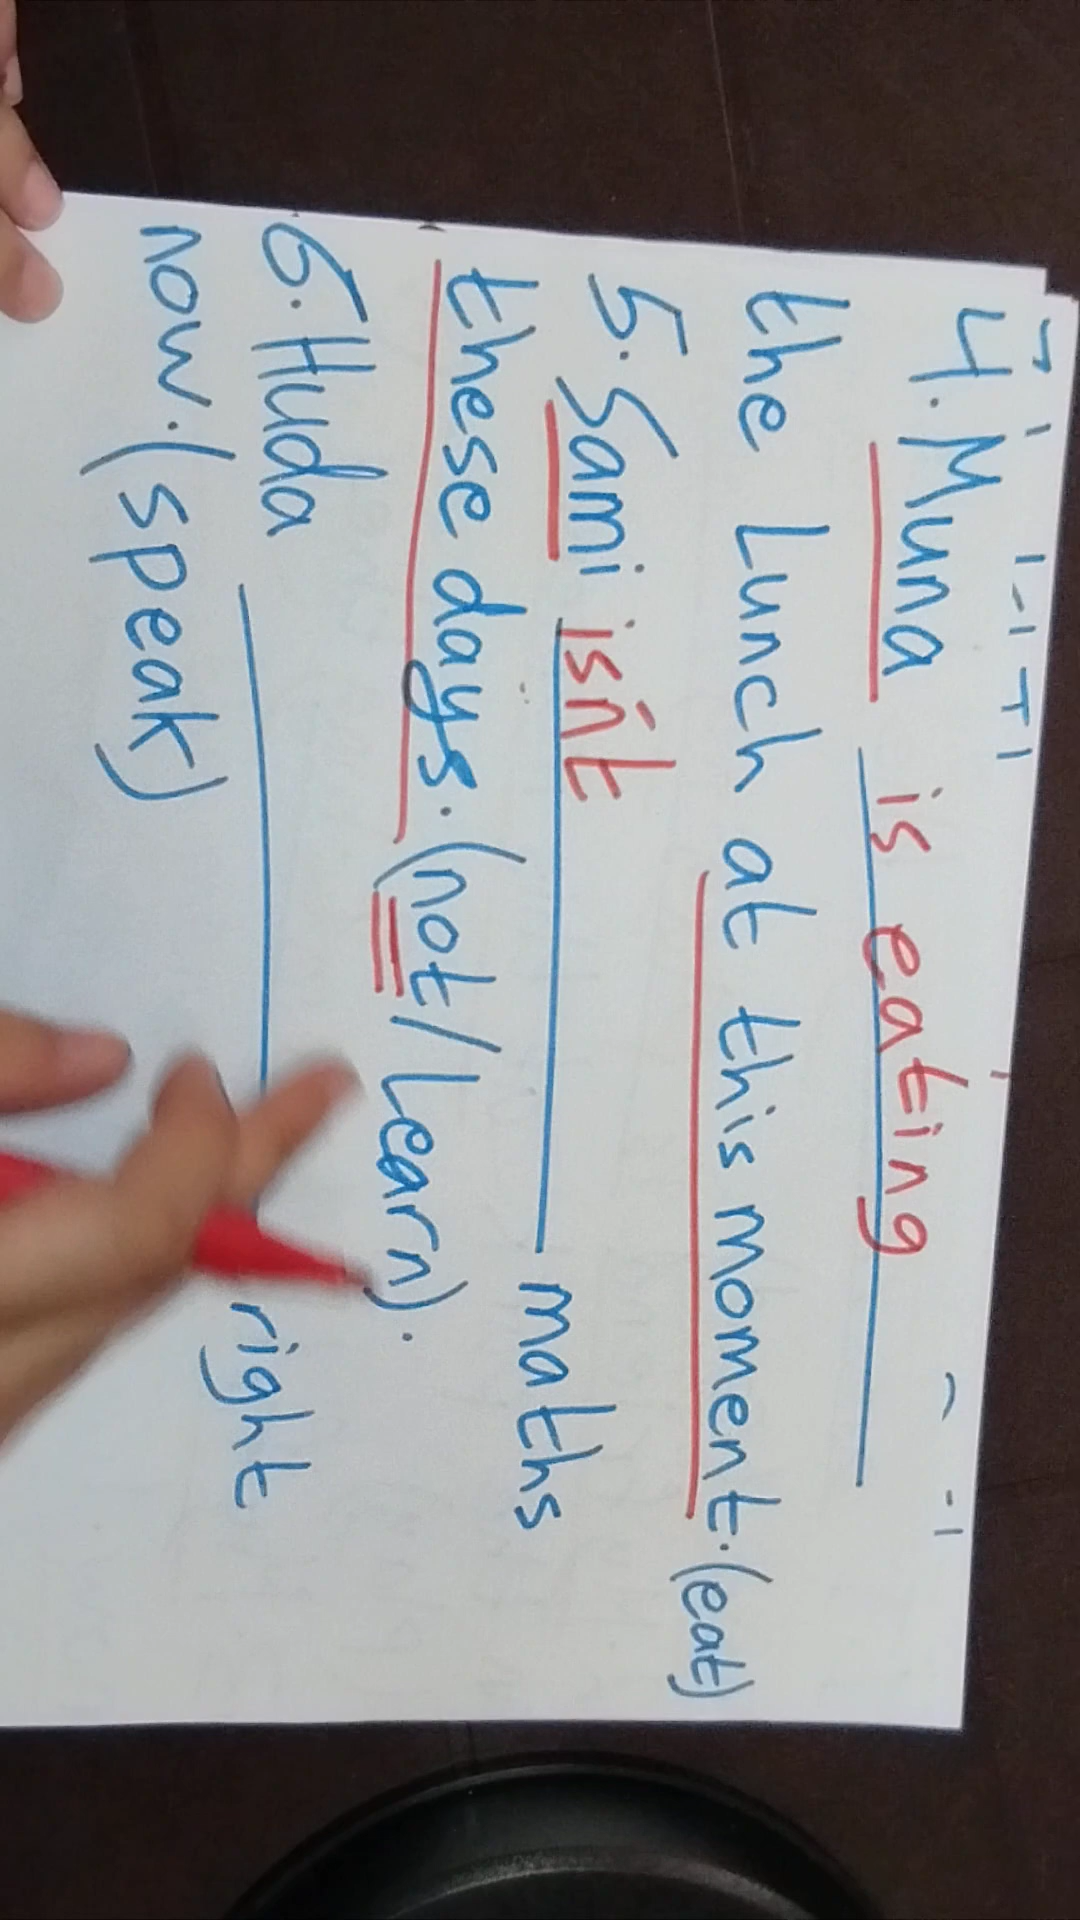 4. Muna is eating
the Lunch at this moment. (eat)
5. Sami isn't maths
these days. (not / Learn).
6. Huda right
now. (speak)